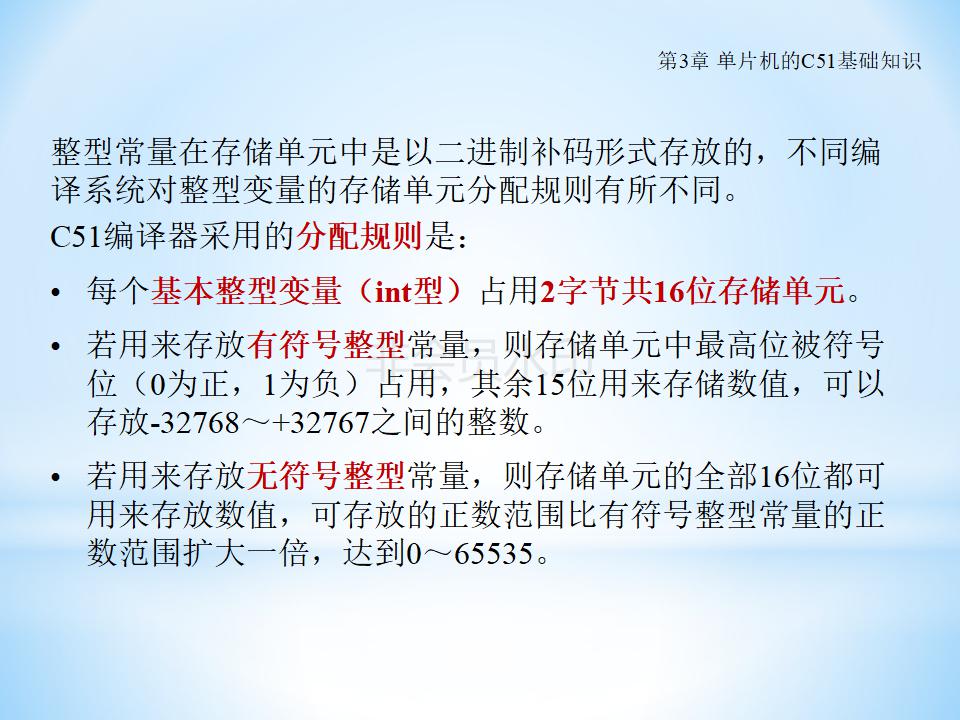 第3章 单片机的C51基础知识
整型常量在存储单元中是以二进制补码形式存放的，不同编
译系统对整型变量的存储单元分配规则有所不同。
C51编译器采用的分配规则是：
• 每个基本整型变量（int型）占用2字节共16位存储单元。
• 若用来存放有符号整型常量，则存储单元中最高位被符号
位（0为正，1为负）占用，其余15位用来存储数值，可以
存放-32768～+32767之间的整数。
非会员水印
• 若用来存放无符号整型常量，则存储单元的全部16位都可
用来存放数值，可存放的正数范围比有符号整型常量的正
数范围扩大一倍，达到0～65535。